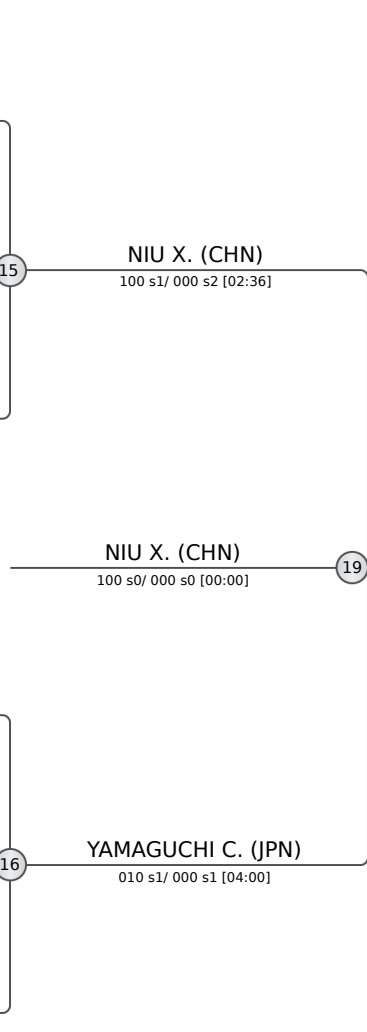 NIU X. (CHN)
15
100 s1/ 000 s2 [02:36]
NIU X. (CHN)
19
100 s0/ 000 s0 [00:00]
YAMAGUCHI C. (JPN)
16
010 s1/ 000 s1 [04:00]